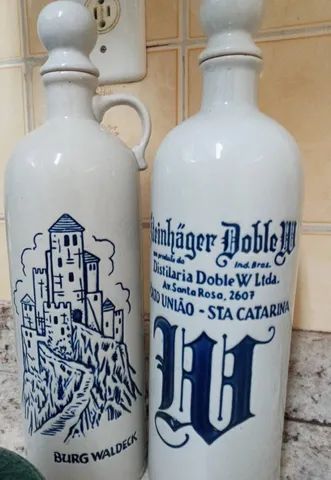 BURG WALDECK
Steinhäger Doble W
um produto da Ind. Bras.
Distilaria Doble W Ltda.
Av. Santa Rosa, 2607
UNIÃO - STA CATARINA
W